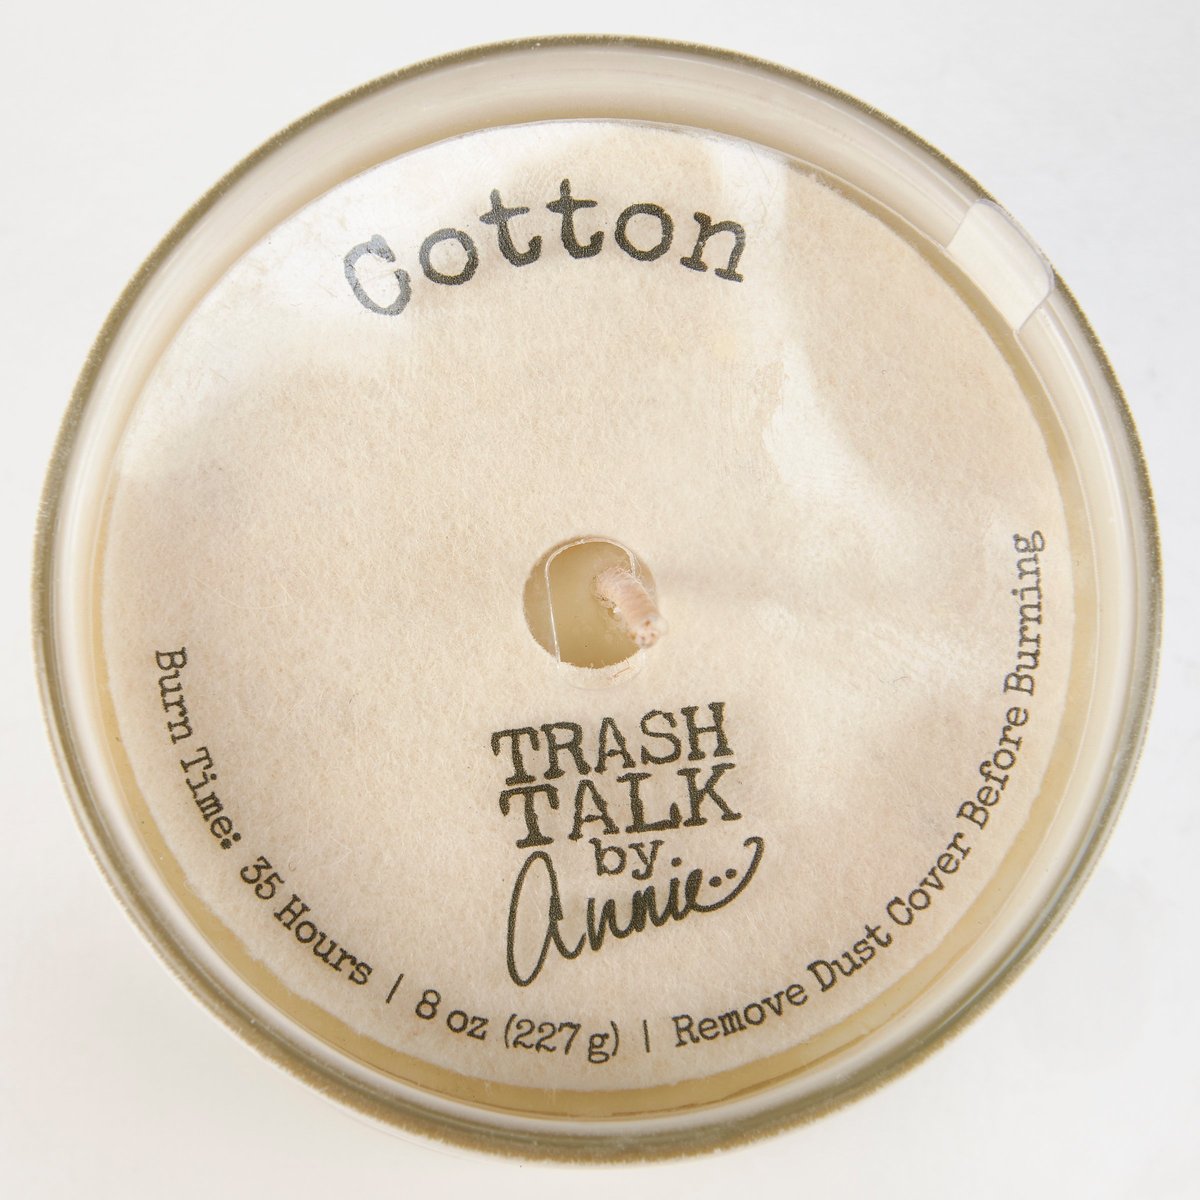 Cotton
TRASH
TALK
by
Annie
Burn Time: 35 Hours | 8 oz (227 g) | Remove Dust Cover Before Burning